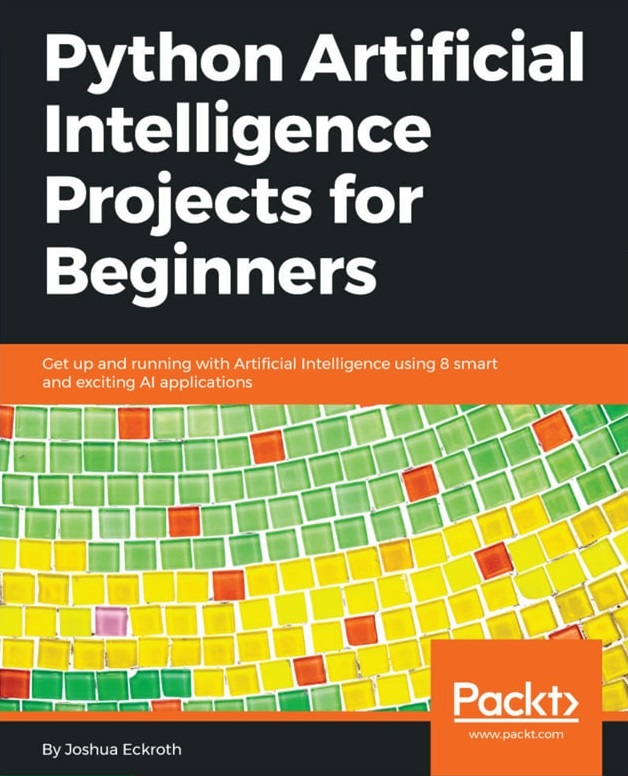 Python Artificial
Intelligence
Projects for
Beginners
Get up and running with Artificial Intelligence using 8 smart
and exciting AI applications
Packt>
www.packt.com
By Joshua Eckroth